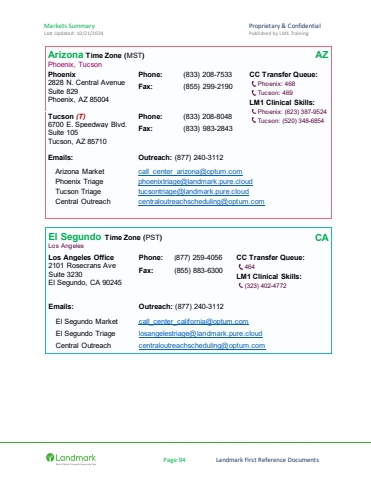 Markets Summary
Proprietary & Confidential
Last Updated: 10/21/2024
Published by LM1 Training
Arizona Time Zone (MST)
AZ
Phoenix, Tucson
Phoenix
2828 N. Central Avenue
Suite 829
Phoenix, AZ 85004
Phone: (833) 208-7533
Fax: (855) 299-2190
CC Transfer Queue:
Phoenix: 468
Tucson: 469
LM1 Clinical Skills:
Phoenix: (623) 387-9524
Tucson: (520) 348-6854
Tucson (T)
6700 E. Speedway Blvd.
Suite 105
Tucson, AZ 85710
Phone: (833) 208-8048
Fax: (833) 983-2843
Emails:
Outreach: (877) 240-3112
Arizona Market call_center_arizona@optum.com
Phoenix Triage phoenixtriage@landmark.pure.cloud
Tucson Triage tucsontriage@landmark.pure.cloud
Central Outreach centraloutreachscheduling@optum.com
El Segundo Time Zone (PST)
CA
Los Angeles
Los Angeles Office
2101 Rosecrans Ave
Suite 3230
El Segundo, CA 90245
Phone: (877) 259-4056
Fax: (855) 883-6300
CC Transfer Queue:
464
LM1 Clinical Skills:
(323) 402-4772
Emails:
Outreach: (877) 240-3112
El Segundo Market call_center_california@optum.com
El Segundo Triage losangelestriage@landmark.pure.cloud
Central Outreach centraloutreachscheduling@optum.com
Landmark
Page 94
Landmark First Reference Documents